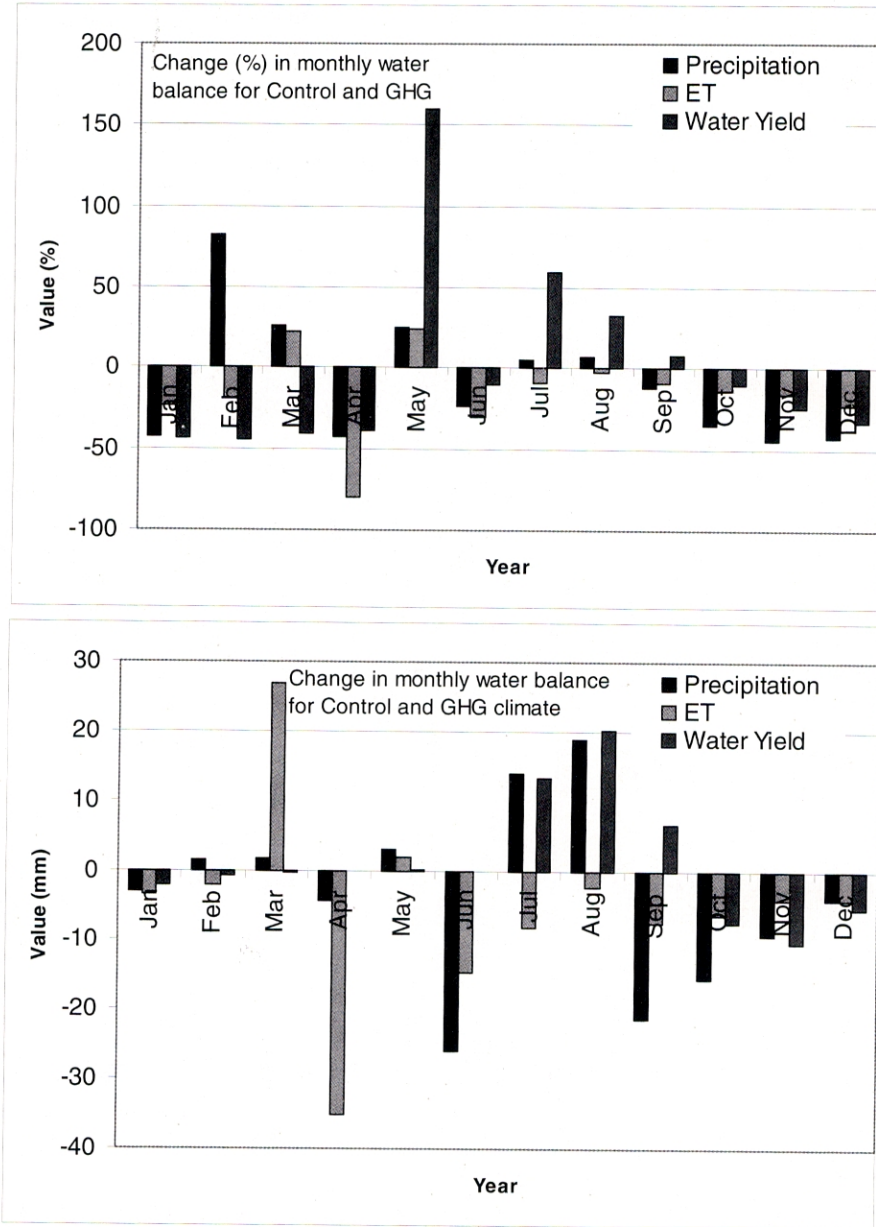 200
150
100
50
0
-50
-100
Value (%)
Change (%) in monthly water
balance for Control and GHG
Precipitation
ET
Water Yield
Jan
Feb
Mar
Apr
May
Jun
Jul
Aug
Sep
Oct
Nov
Dec
Year
30
20
10
0
-10
-20
-30
-40
Value (mm)
Change in monthly water balance
for Control and GHG climate
Precipitation
ET
Water Yield
Jan
Feb
Mar
Apr
May
Jun
Jul
Aug
Sep
Oct
Nov
Dec
Year